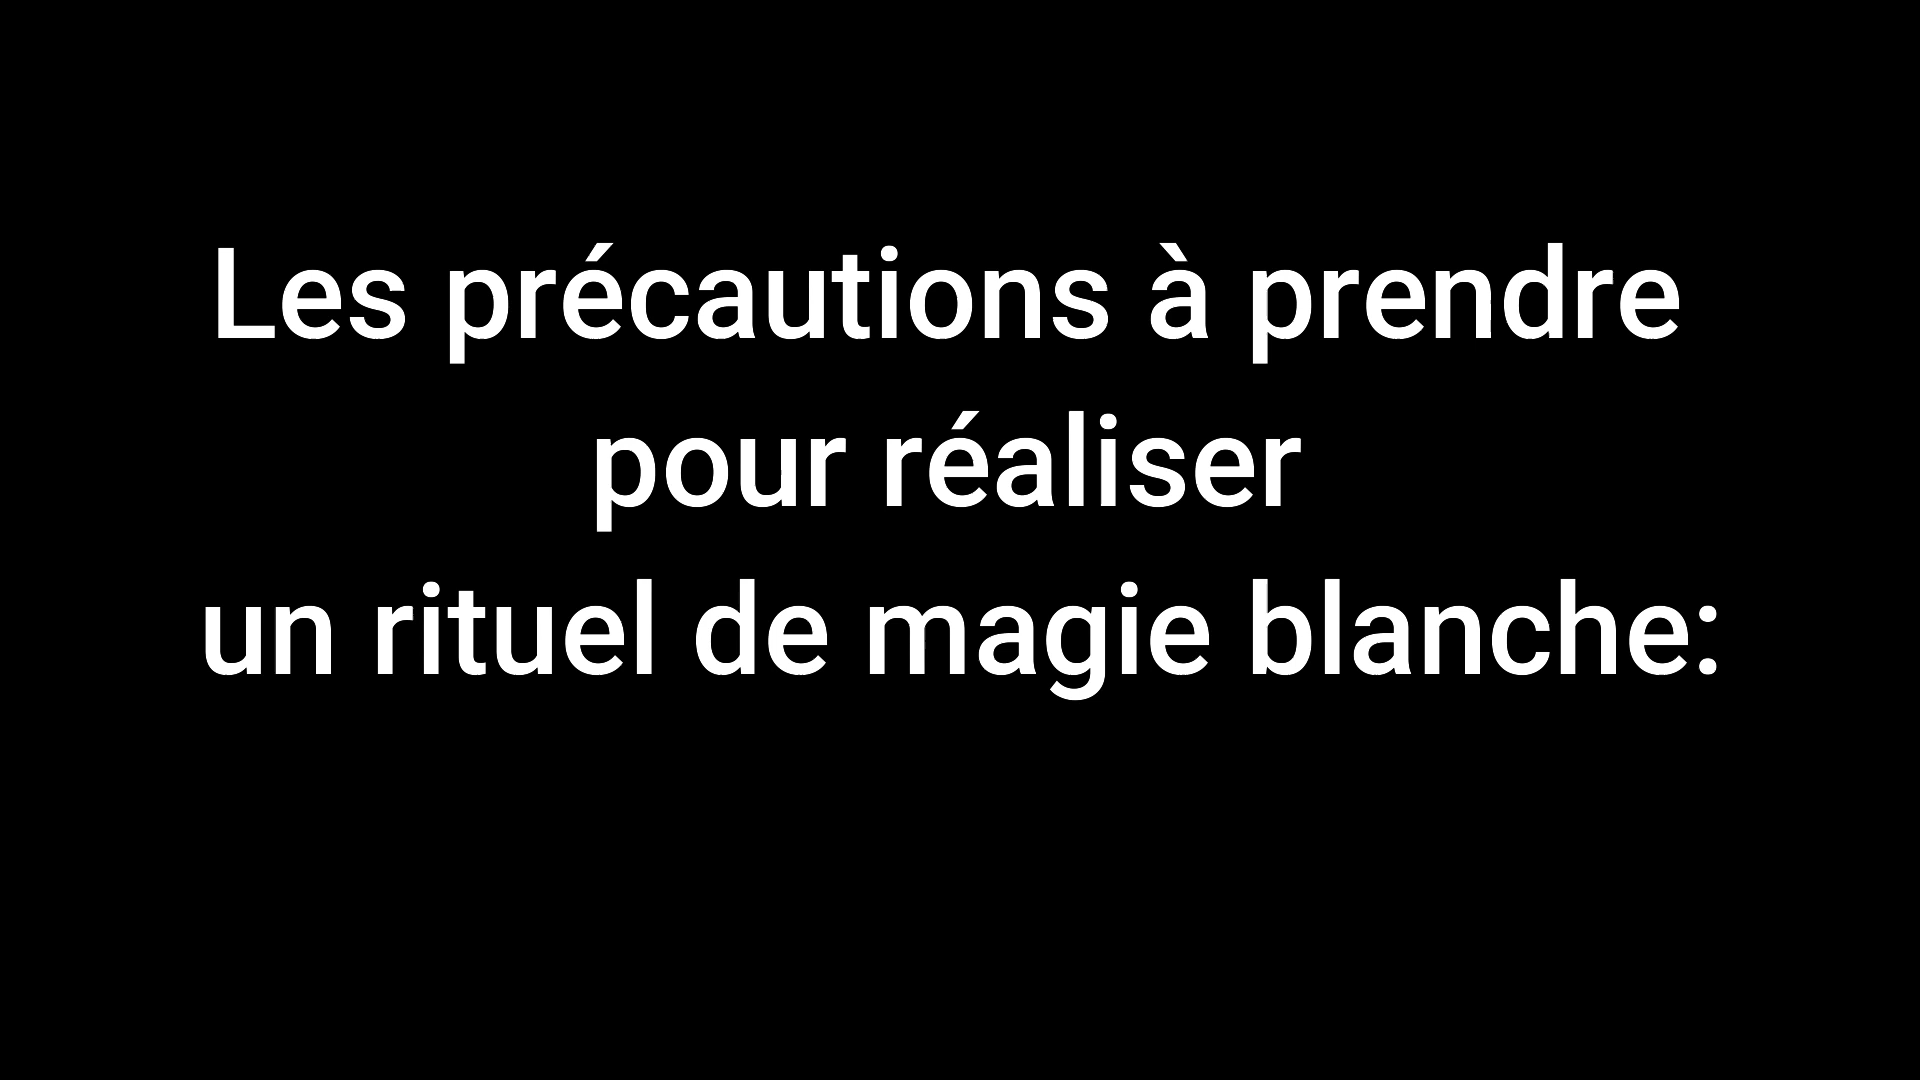 Les précautions à prendre
pour réaliser
un rituel de magie blanche: